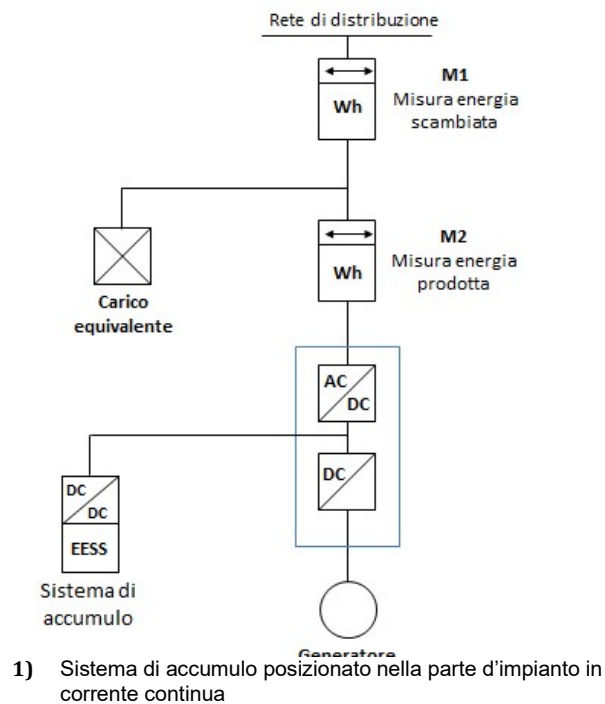 Rete di distribuzione
M1
Wh
Misura energia
scambiata
M2
Misura energia
Wh
prodotta
Carico
equivalente
AC
DC
DC
DC
DC
EESS
Sistema di
accumulo
Generatore
1) Sistema di accumulo posizionato nella parte d'impianto in
corrente continua